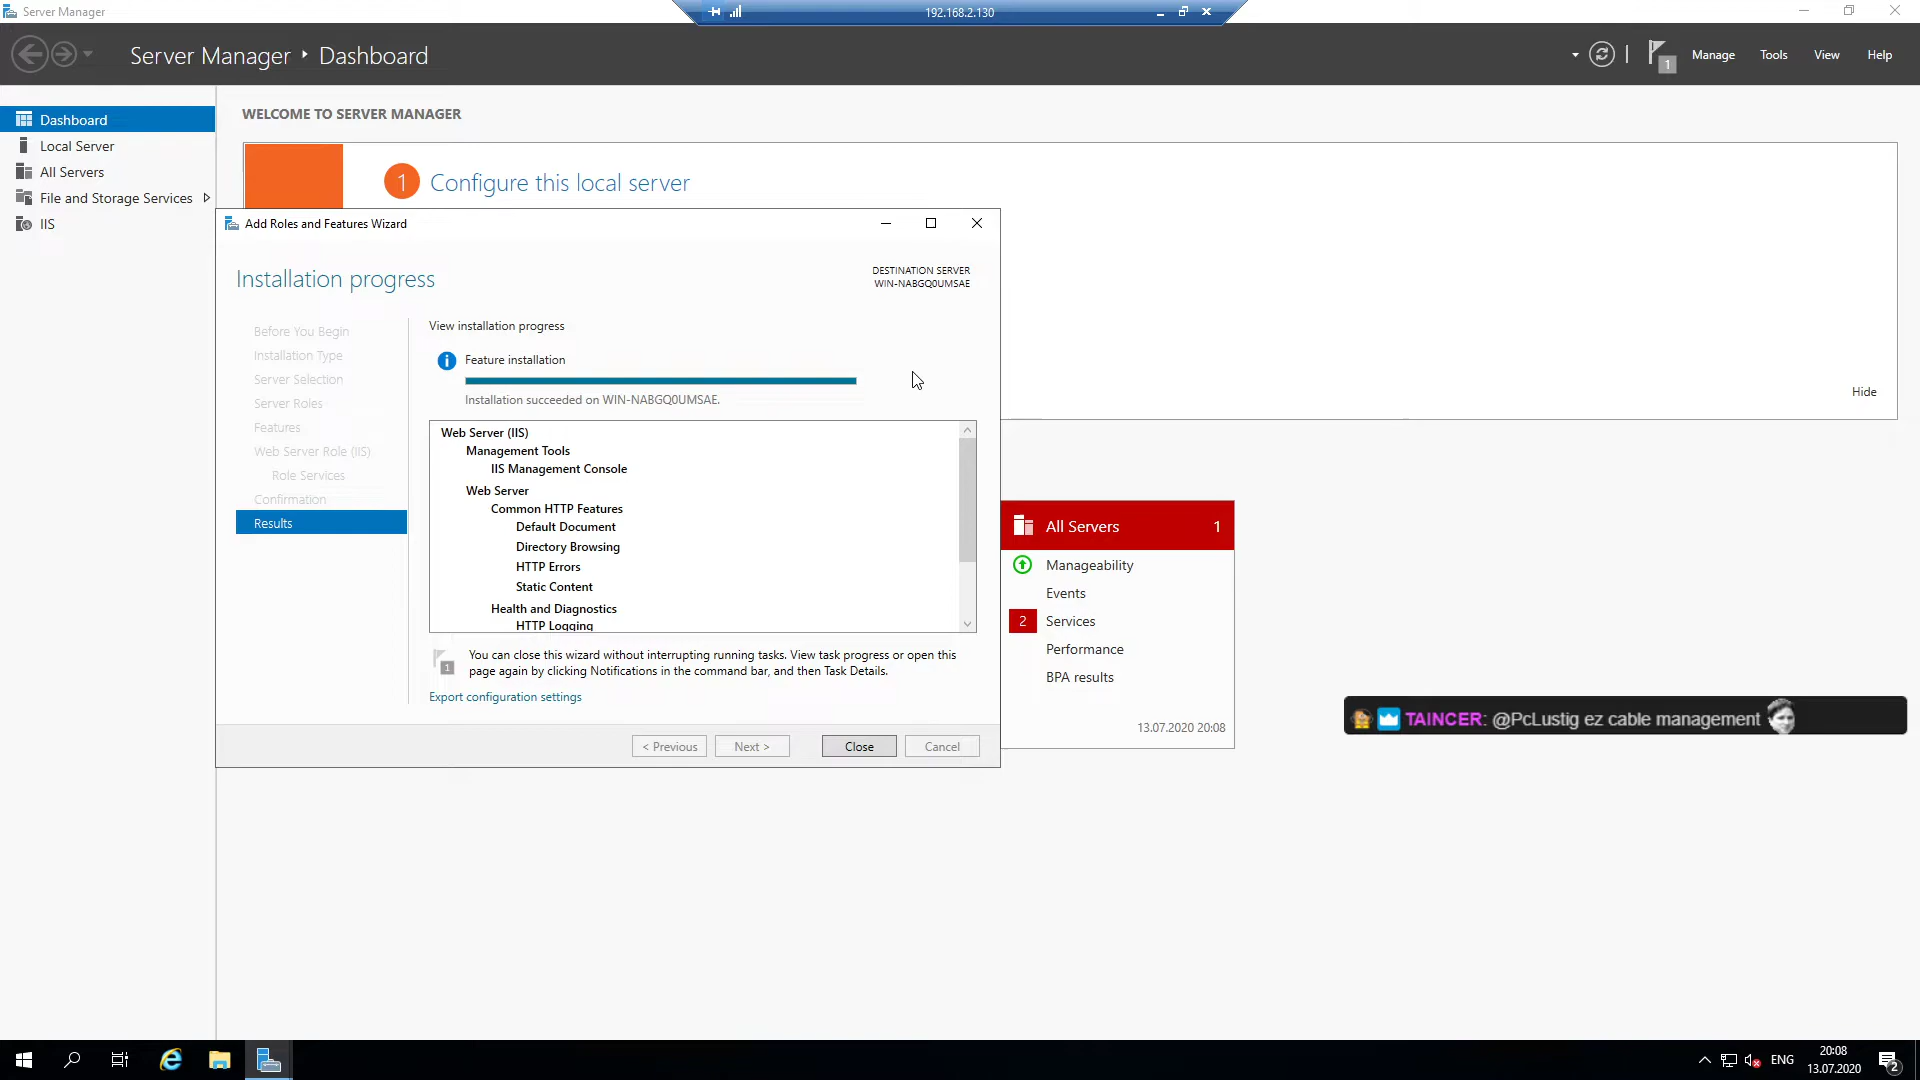 Server Manager
192.168.2.130
Server Manager ‣ Dashboard
1
Manage
Tools
View
Help
Dashboard
Local Server
All Servers
File and Storage Services
IIS
WELCOME TO SERVER MANAGER
1 Configure this local server
Hide
Add Roles and Features Wizard
Installation progress
DESTINATION SERVER
WIN-NABGQ0UMSAE
Before You Begin
Installation Type
Server Selection
Server Roles
Features
Web Server Role (IIS)
Role Services
Confirmation
Results
View installation progress
Feature installation
Installation succeeded on WIN-NABGQ0UMSAE.
Web Server (IIS)
Management Tools
IIS Management Console
Web Server
Common HTTP Features
Default Document
Directory Browsing
HTTP Errors
Static Content
Health and Diagnostics
HTTP Logging
1
You can close this wizard without interrupting running tasks. View task progress or open this
page again by clicking Notifications in the command bar, and then Task Details.
Export configuration settings
< Previous
Next >
Close
Cancel
All Servers 1
Manageability
Events
2 Services
Performance
BPA results
13.07.2020 20:08
TAINCER: @PcLustig ez cable management
ENG
20:08
13.07.2020
2